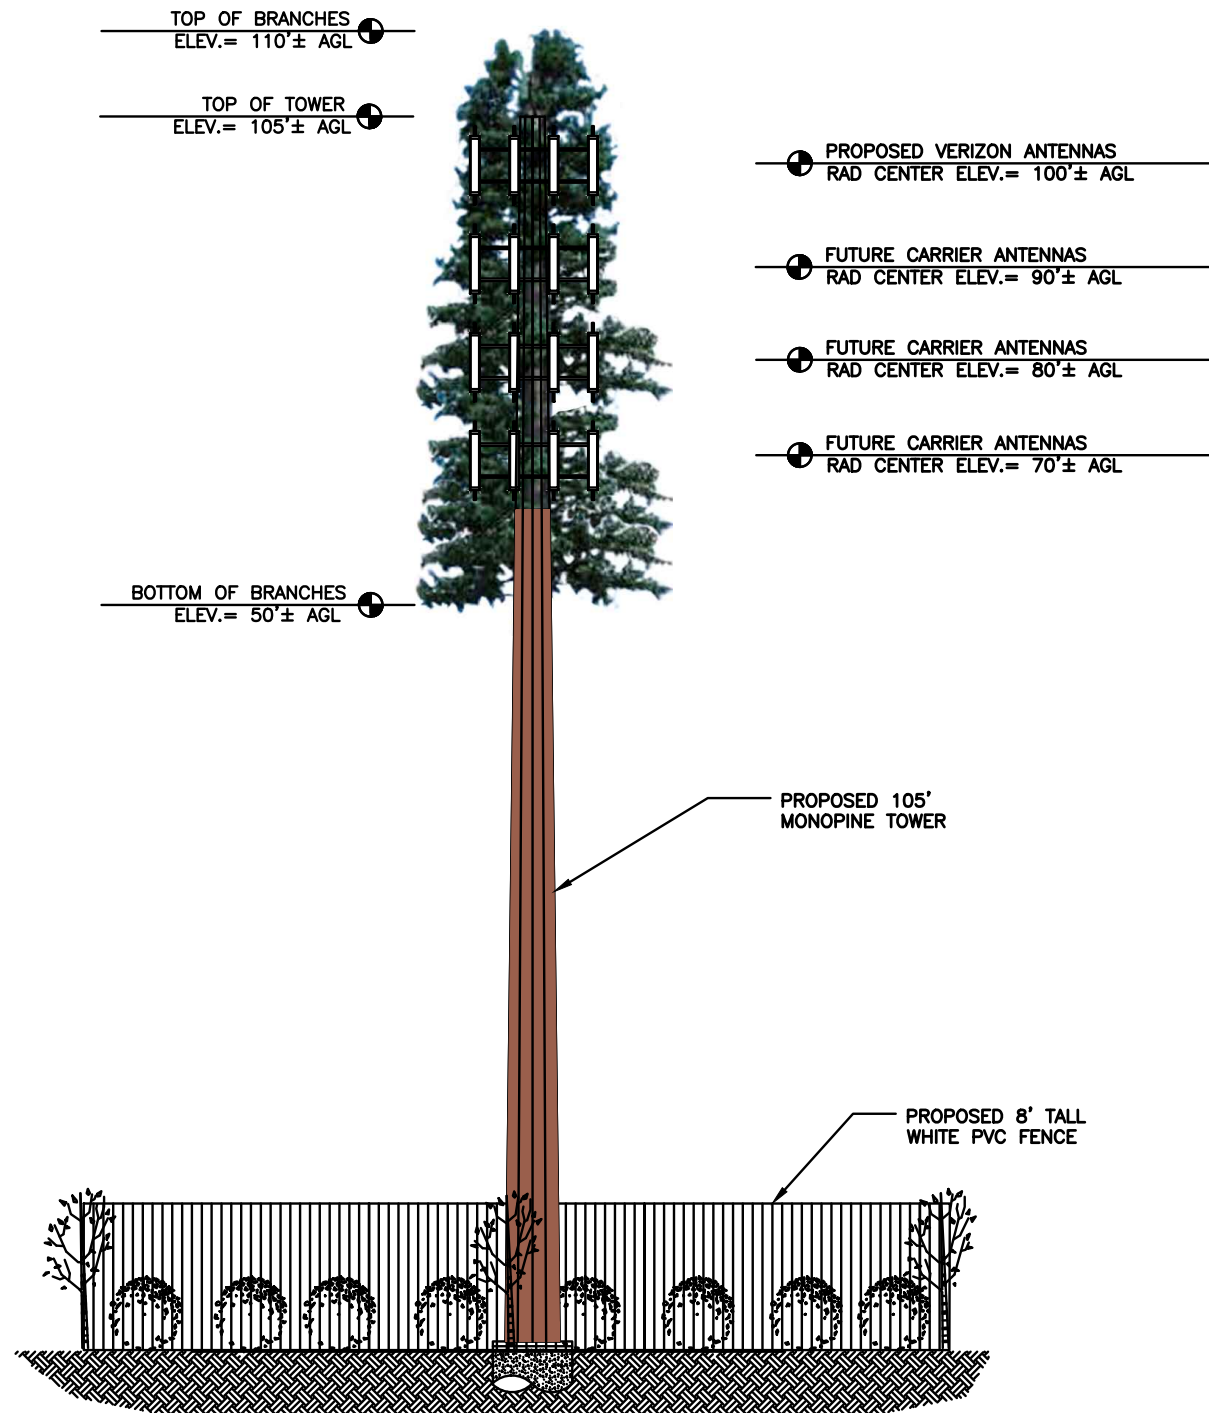 TOP OF BRANCHES
ELEV.= 110'± AGL
TOP OF TOWER
ELEV.= 105'± AGL
PROPOSED VERIZON ANTENNAS
RAD CENTER ELEV.= 100'± AGL
FUTURE CARRIER ANTENNAS
RAD CENTER ELEV.= 90'± AGL
FUTURE CARRIER ANTENNAS
RAD CENTER ELEV.= 80'± AGL
FUTURE CARRIER ANTENNAS
RAD CENTER ELEV.= 70'± AGL
BOTTOM OF BRANCHES
ELEV.= 50'± AGL
PROPOSED 105'
MONOPINE TOWER
PROPOSED 8' TALL
WHITE PVC FENCE